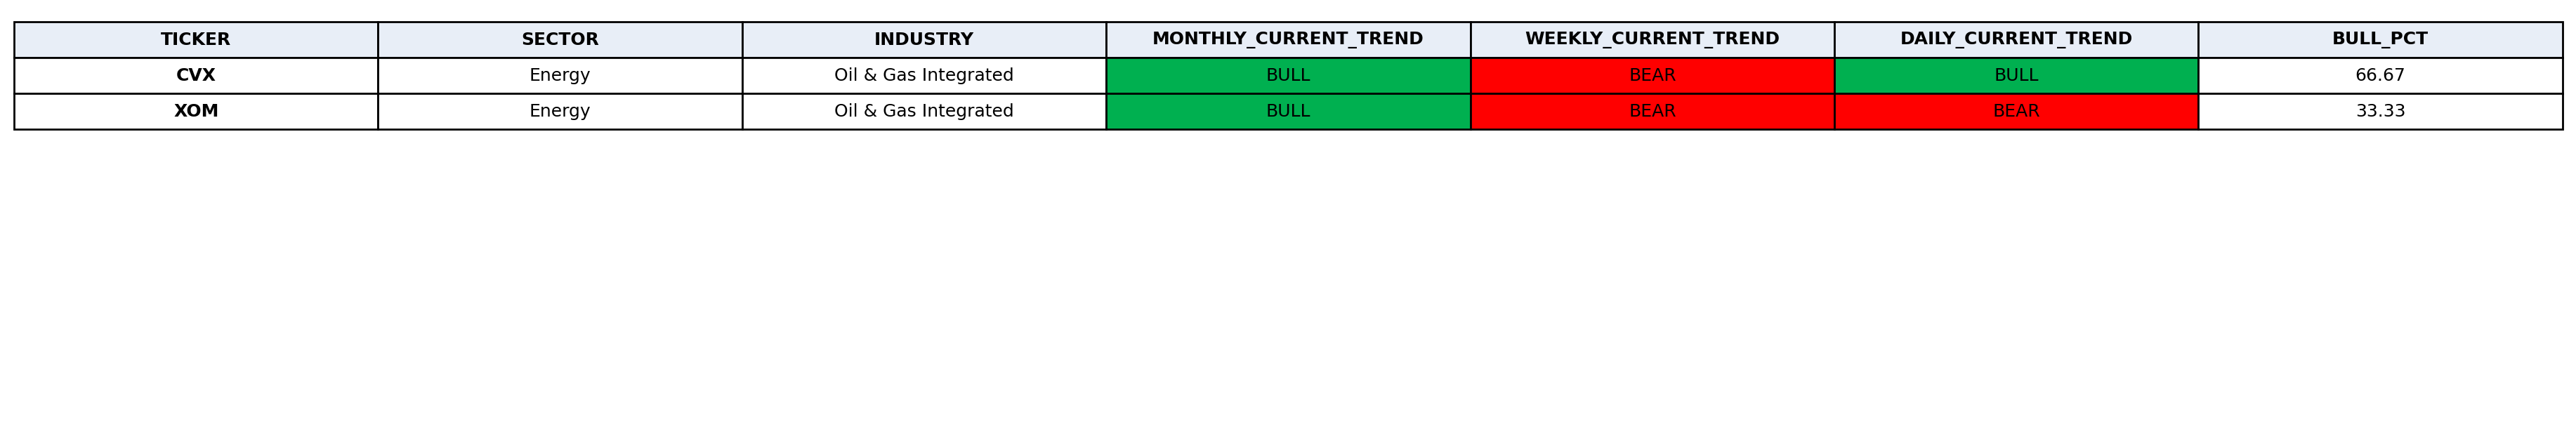 TICKER SECTOR INDUSTRY MONTHLY_CURRENT_TREND WEEKLY_CURRENT_TREND DAILY_CURRENT_TREND BULL_PCT
CVX Energy Oil & Gas Integrated BULL BEAR BULL 66.67
XOM Energy Oil & Gas Integrated BULL BEAR BEAR 33.33